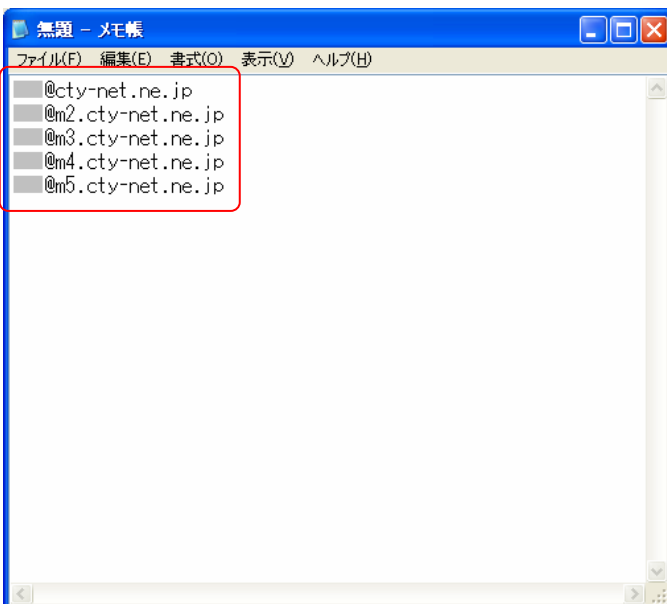 無題 - メモ帳
ファイル(F) 編集(E) 書式(O) 表示(V) ヘルプ(H)
@cty-net.ne.jp
@m2.cty-net.ne.jp
@m3.cty-net.ne.jp
@m4.cty-net.ne.jp
@m5.cty-net.ne.jp